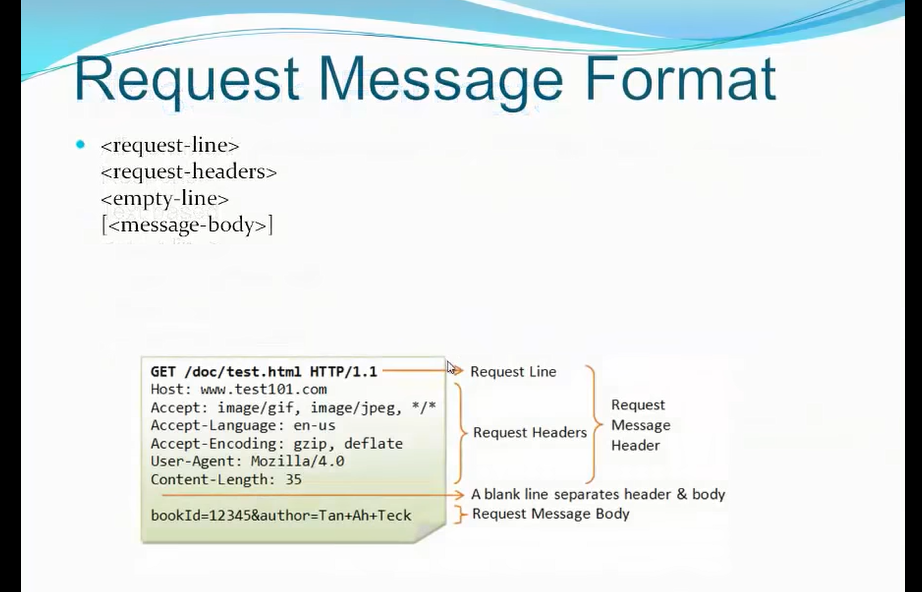 Request Message Format
<request-line>
<request-headers>
<empty-line>
[<message-body>]
GET /doc/test.html HTTP/1.1
Host: www.test101.com
Accept: image/gif, image/jpeg, */*
Accept-Language: en-us
Accept-Encoding: gzip, deflate
User-Agent: Mozilla/4.0
Content-Length: 35
bookId=12345&author=Tan+Ah+Teck
Request Line
Request Headers
Request
Message
Header
A blank line separates header & body
Request Message Body